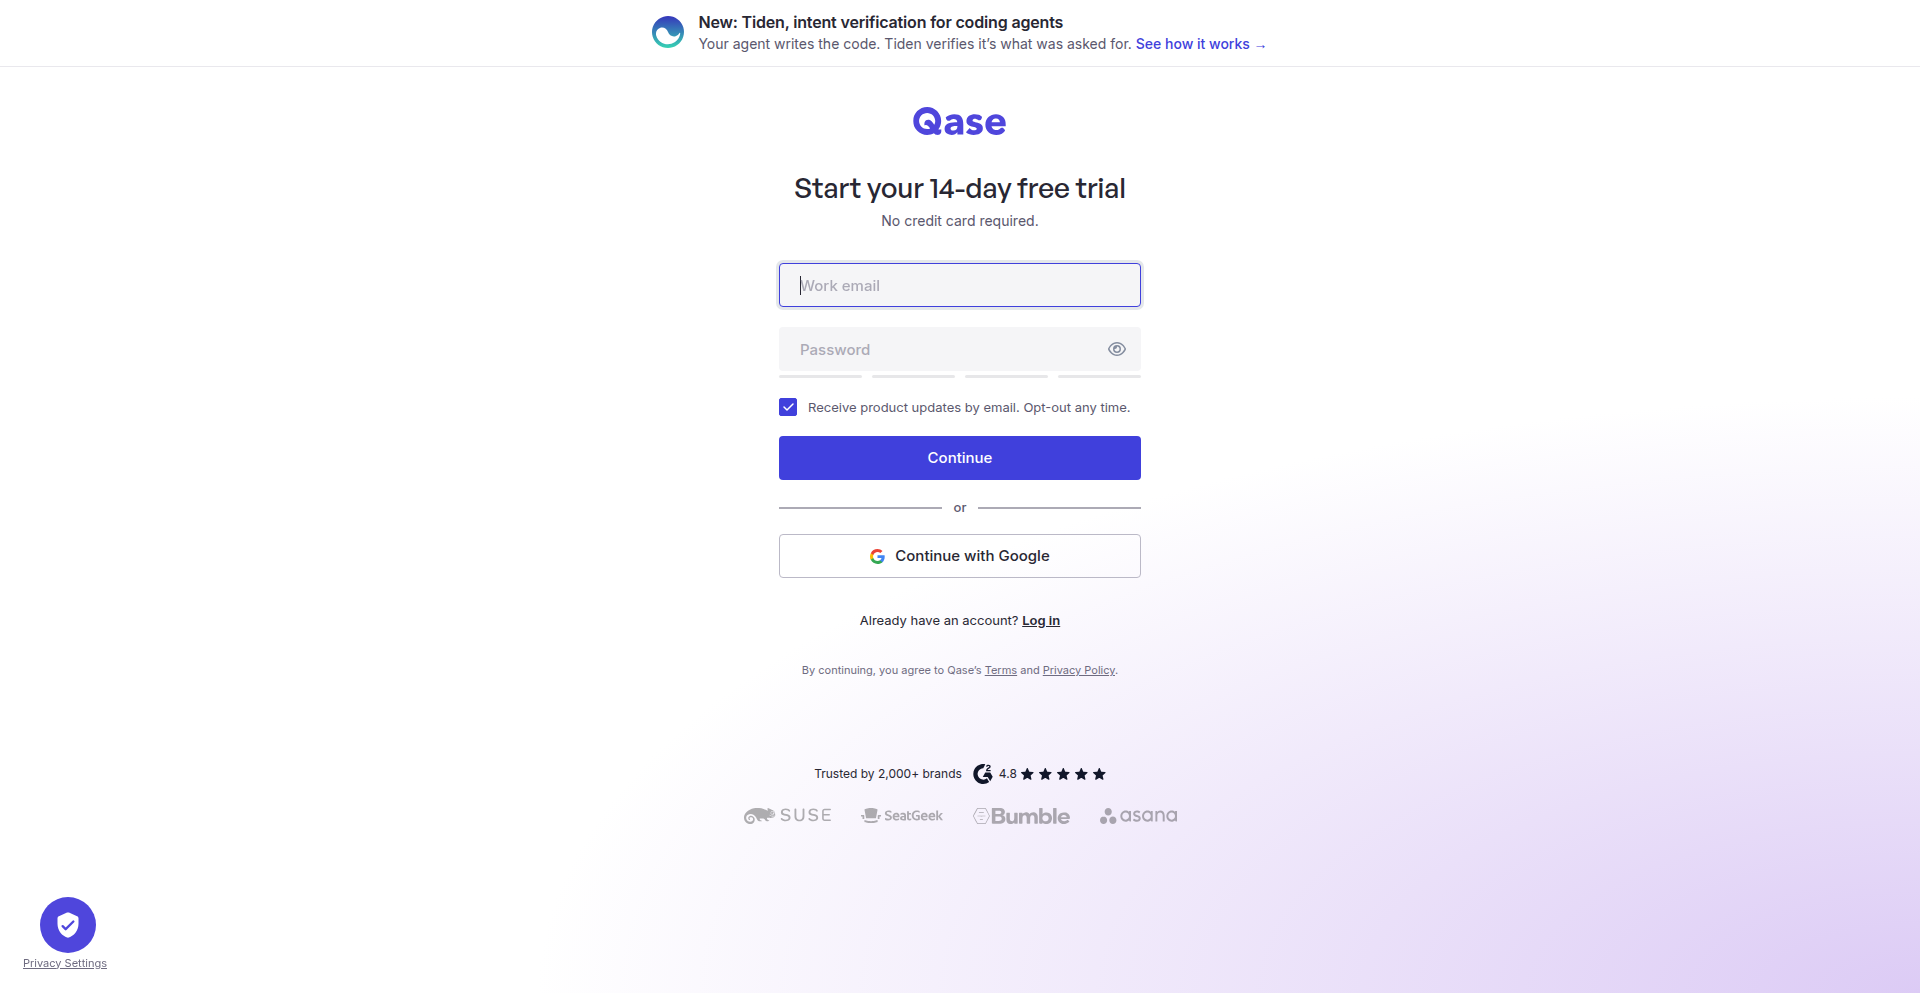 New: Tiden, intent verification for coding agents
Your agent writes the code. Tiden verifies it’s what was asked for. See how it works →
Qase
Start your 14-day free trial
No credit card required.
Work email
Password
Receive product updates by email. Opt-out any time.
Continue
or
Continue with Google
Already have an account? Log in
By continuing, you agree to Qase’s Terms and Privacy Policy.
Trusted by 2,000+ brands G2 4.8 ★★★★★
SUSE SeatGeek Bumble asana
Privacy Settings